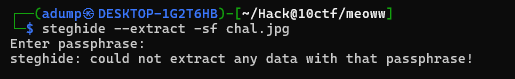 ┌──(adump㉿DESKTOP-1G2T6HB)-[~/Hack@10ctf/meoww]
└─$ steghide --extract -sf chal.jpg
Enter passphrase:
steghide: could not extract any data with that passphrase!